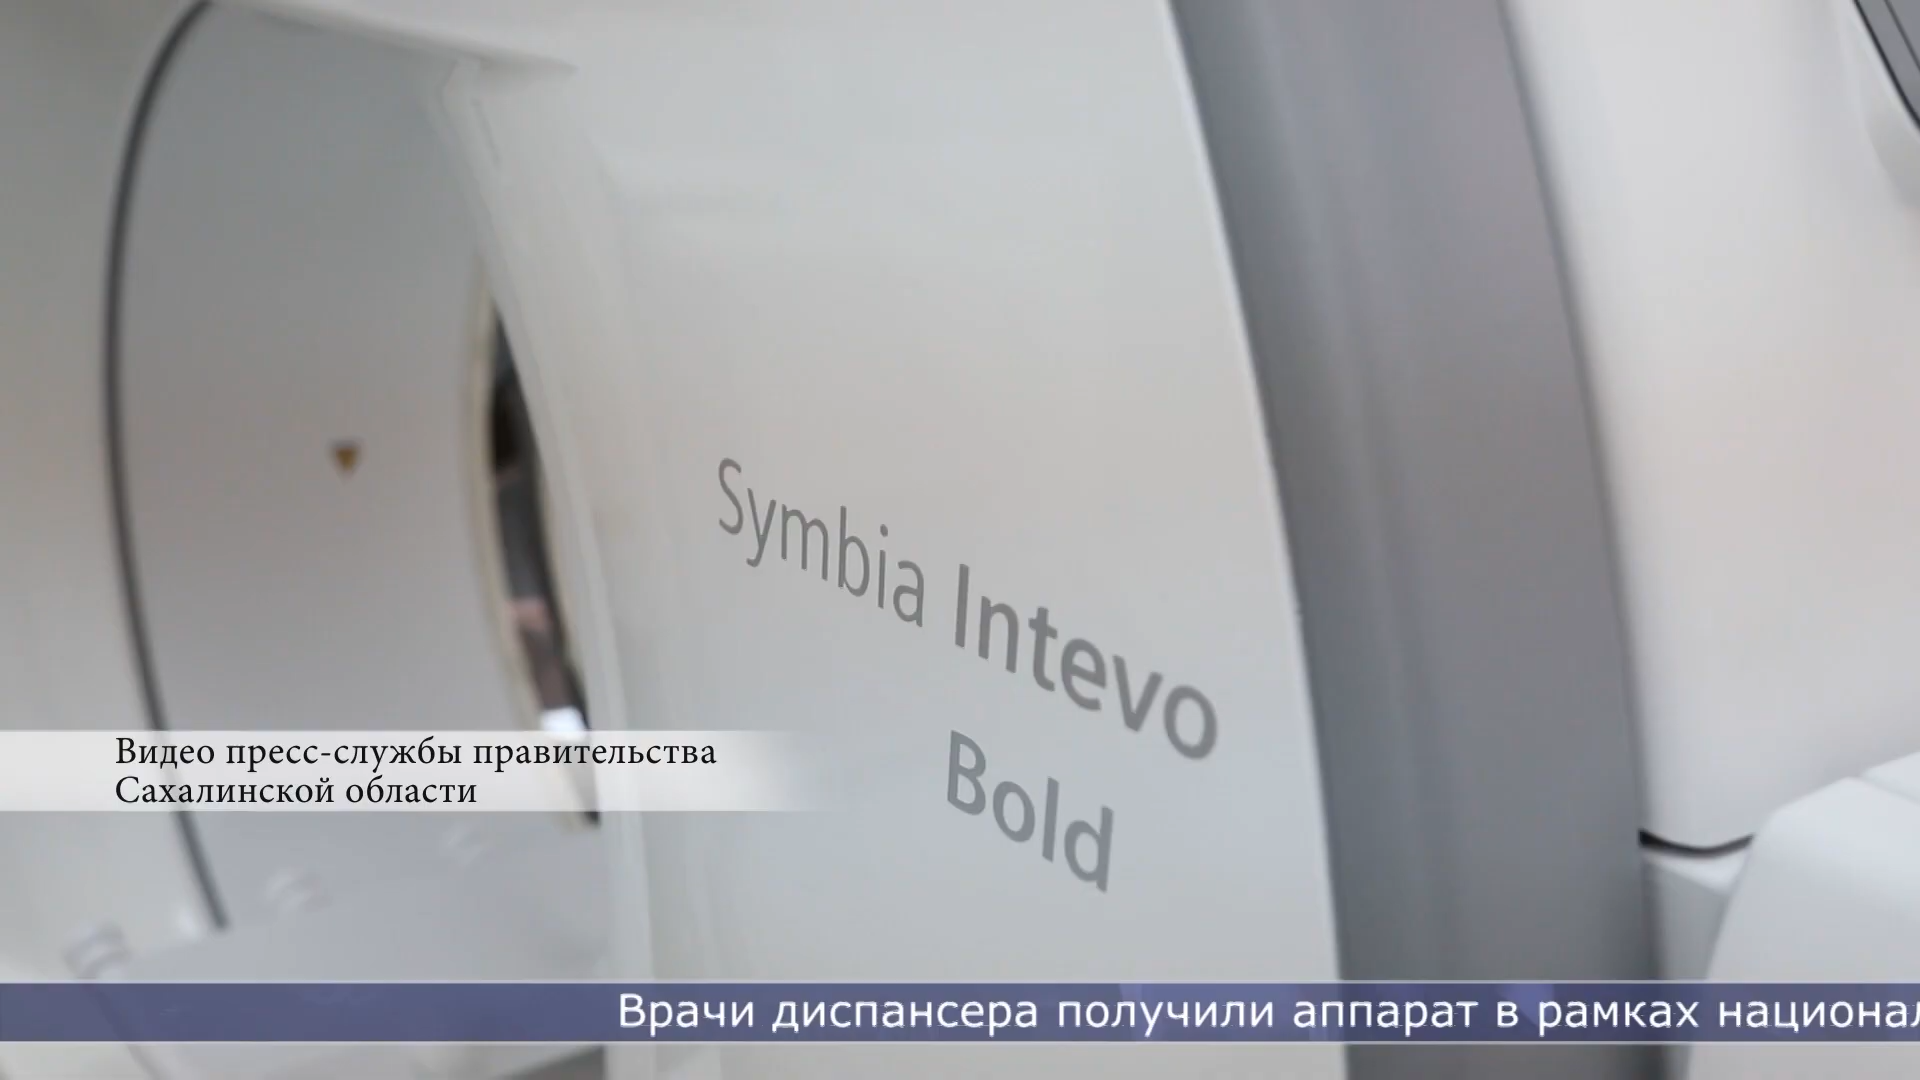 Symbia Intevo
Bold
Видео пресс-службы правительства
Сахалинской области
Врачи диспансера получили аппарат в рамках национал